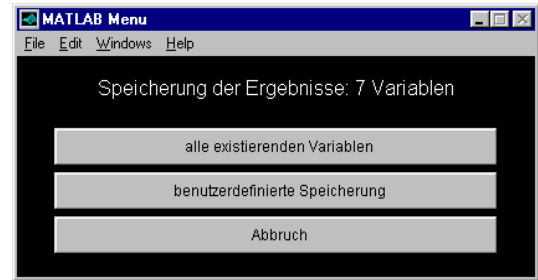 MATLAB Menu
File Edit Windows Help
Speicherung der Ergebnisse: 7 Variablen
alle existierenden Variablen
benutzerdefinierte Speicherung
Abbruch